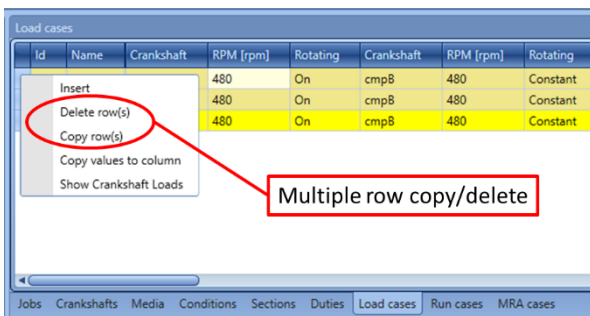 Load cases
Id Name Crankshaft RPM [rpm] Rotating Crankshaft RPM [rpm] Rotating
480 On cmpB 480 Constant
Insert
480 On cmpB 480 Constant
Delete row(s)
480 On cmpB 480 Constant
Copy row(s)
Copy values to column
Show Crankshaft Loads
Multiple row copy/delete
Jobs Crankshafts Media Conditions Sections Duties Load cases Run cases MRA cases